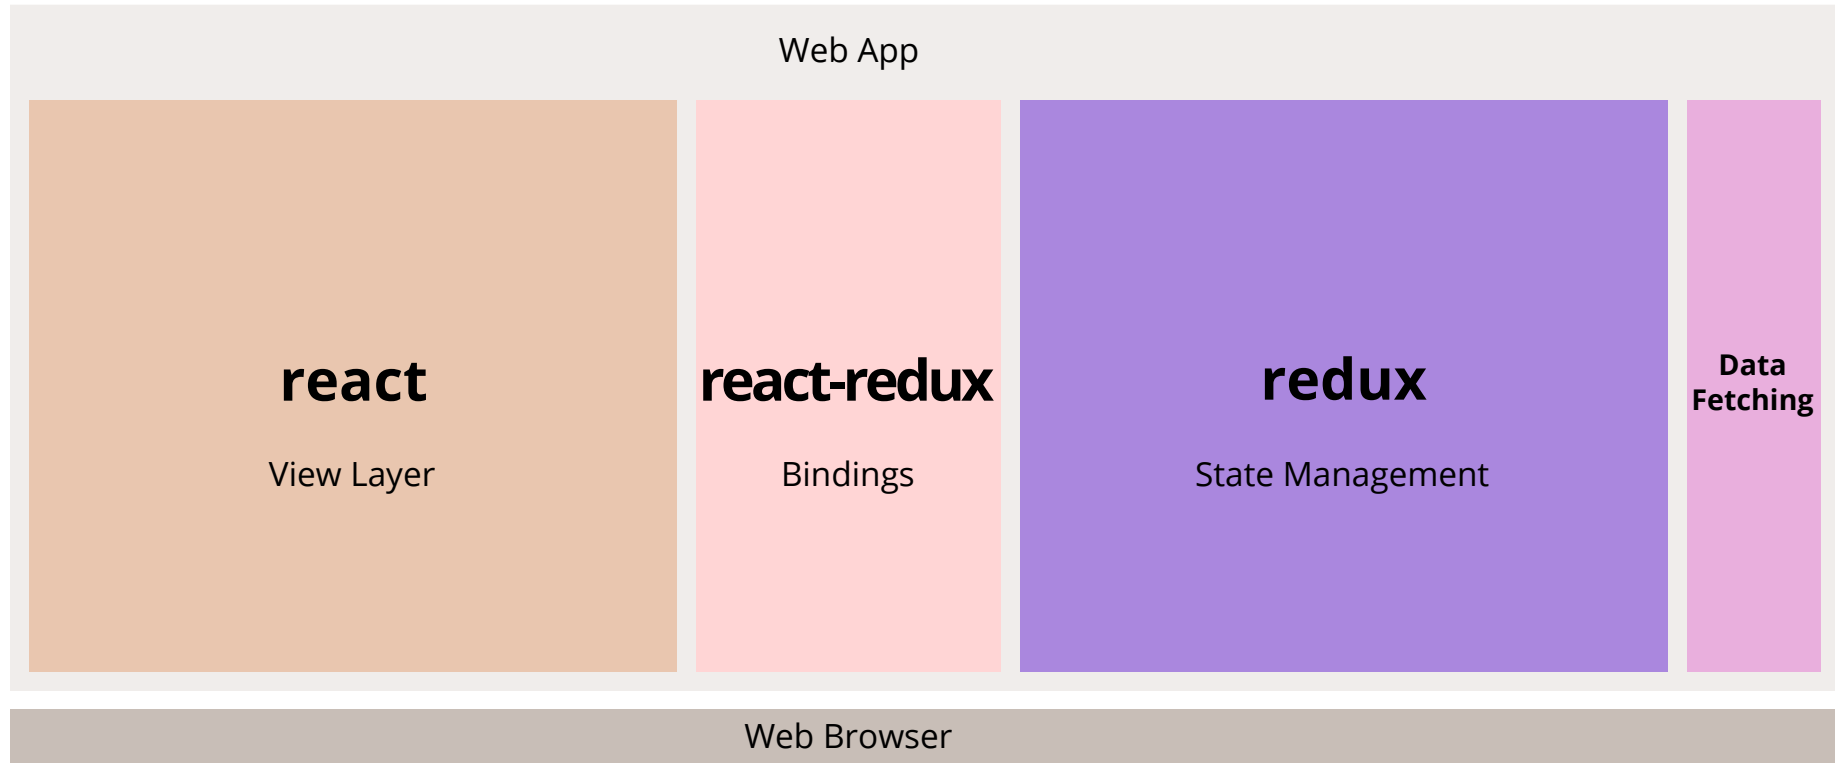 Web App
react
View Layer
react-redux
Bindings
redux
State Management
Data
Fetching
Web Browser